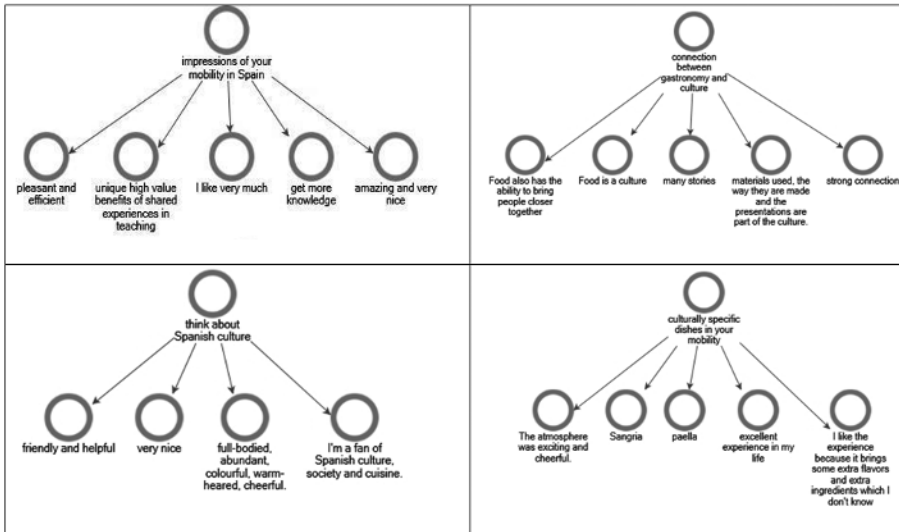 impressions of your
mobility in Spain
pleasant and
efficient
unique high value
benefits of shared
experiences in
teaching
I like very much
get more
knowledge
amazing and very
nice
connection
between
gastronomy and
culture
Food also has the
ability to bring
people closer
together
Food is a culture
many stories
materials used, the
way they are made
and the
presentations are
part of the culture.
strong connection
think about
Spanish culture
friendly and helpful
very nice
full-bodied,
abundant,
colourful, warm-
heared, cheerful.
I'm a fan of
Spanish culture,
society and cuisine.
culturally specific
dishes in your
mobility
The atmosphere
was exciting and
cheerful.
Sangria
paella
excellent
experience in my
life
I like the
experience
because it brings
some extra flavors
and extra
ingredients which I
don't know